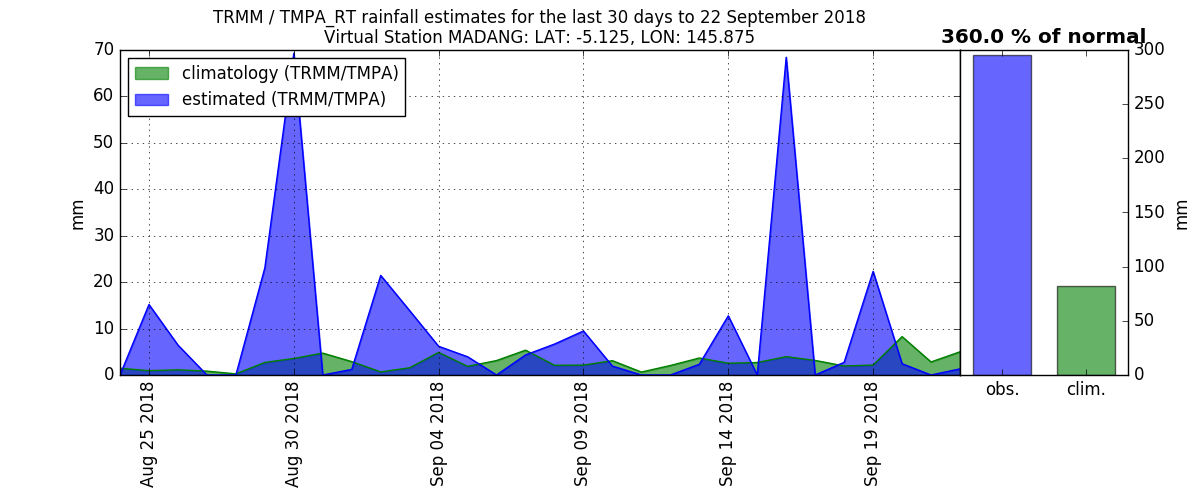 TRMM / TMPA_RT rainfall estimates for the last 30 days to 22 September 2018
Virtual Station MADANG: LAT: -5.125, LON: 145.875
360.0 % of normal
climatology (TRMM/TMPA)
estimated (TRMM/TMPA)
70
60
50
40
30
20
10
0
mm
Aug 25 2018
Aug 30 2018
Sep 04 2018
Sep 09 2018
Sep 14 2018
Sep 19 2018
300
250
200
150
100
50
0
mm
obs.
clim.